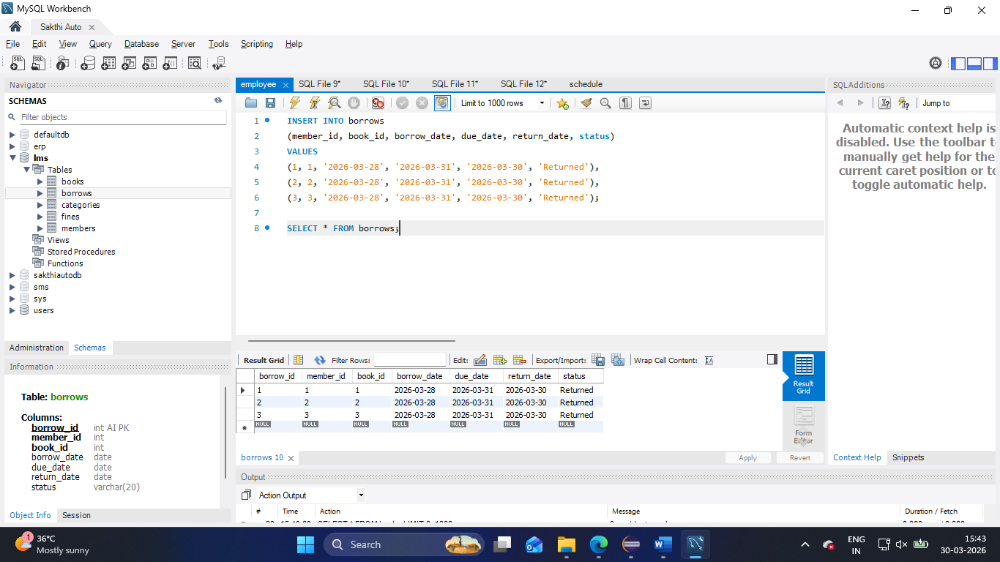 MySQL Workbench
Sakthi Auto
File Edit View Query Database Server Tools Scripting Help
Navigator
SCHEMAS
Filter objects
defaultdb
erp
lms
Tables
books
borrows
categories
fines
members
Views
Stored Procedures
Functions
sakthiautodb
sms
sys
users
Administration Schemas
Information
Table: borrows
Columns:
borrow_id int AI PK
member_id int
book_id int
borrow_date date
due_date date
return_date date
status varchar(20)
Object Info Session
employee SQL File 9* SQL File 10* SQL File 11* SQL File 12* schedule
Limit to 1000 rows
1 INSERT INTO borrows
2 (member_id, book_id, borrow_date, due_date, return_date, status)
3 VALUES
4 (1, 1, '2026-03-28', '2026-03-31', '2026-03-30', 'Returned'),
5 (2, 2, '2026-03-28', '2026-03-31', '2026-03-30', 'Returned'),
6 (3, 3, '2026-03-28', '2026-03-31', '2026-03-30', 'Returned');
7
8 SELECT * FROM borrows;
Result Grid Filter Rows: Edit: Export/Import: Wrap Cell Content:
borrow_id member_id book_id borrow_date due_date return_date status
1 1 1 2026-03-28 2026-03-31 2026-03-30 Returned
2 2 2 2026-03-28 2026-03-31 2026-03-30 Returned
3 3 3 2026-03-28 2026-03-31 2026-03-30 Returned
NULL NULL NULL NULL NULL NULL NULL
Result
Grid
Form
Editor
borrows 10 Apply Revert
Output
Action Output
# Time Action Message Duration / Fetch
SQLAdditions
Jump to
Automatic context help is
disabled. Use the toolbar t
manually get help for the
current caret position or to
toggle automatic help.
Context Help Snippets
1
36°C
Mostly sunny
Search
ENG
IN
15:43
30-03-2026